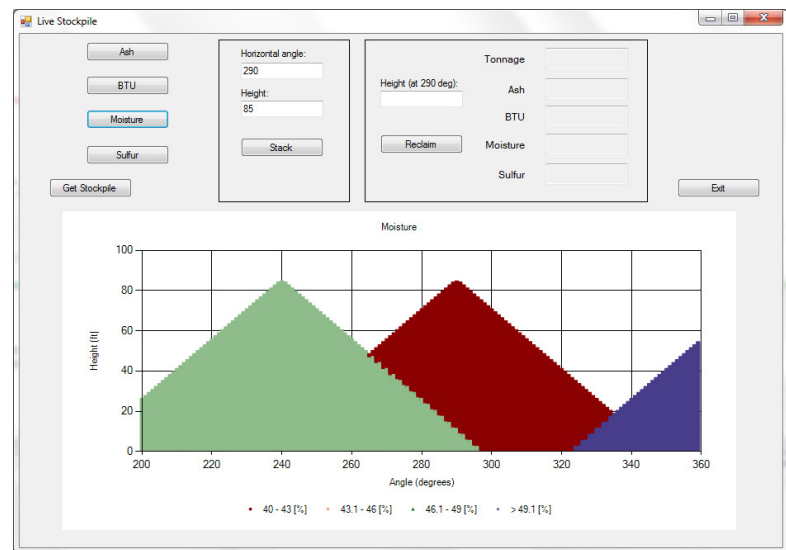 Live Stockpile
Ash
BTU
Moisture
Sulfur
Get Stockpile
Horizontal angle:
290
Height:
85
Stack
Height (at 290 deg):
Reclaim
Tonnage
Ash
BTU
Moisture
Sulfur
Exit
Moisture
Height (ft]
100
80
60
40
20
0
200 220 240 260 280 300 320 340 360
Angle (degrees)
40 - 43 [%] 43.1 - 46 [%] 46.1 - 49 [%] > 49.1 [%]